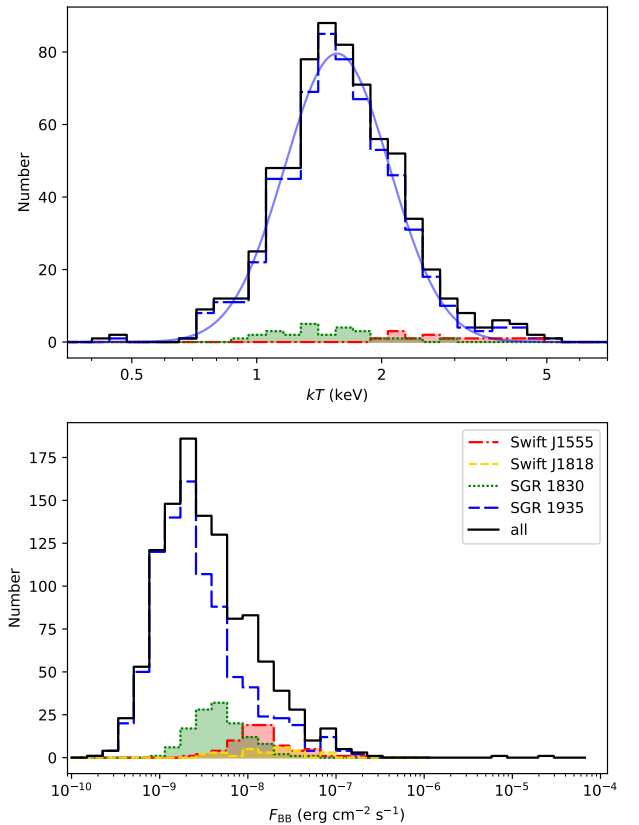 80
60
40
20
0
Number
0.5
1
2
5
kT (keV)
175
150
125
100
75
50
25
0
Number
Swift J1555
Swift J1818
SGR 1830
SGR 1935
all
10⁻¹⁰
10⁻⁹
10⁻⁸
10⁻⁷
10⁻⁶
10⁻⁵
10⁻⁴
F_BB (erg cm⁻² s⁻¹)